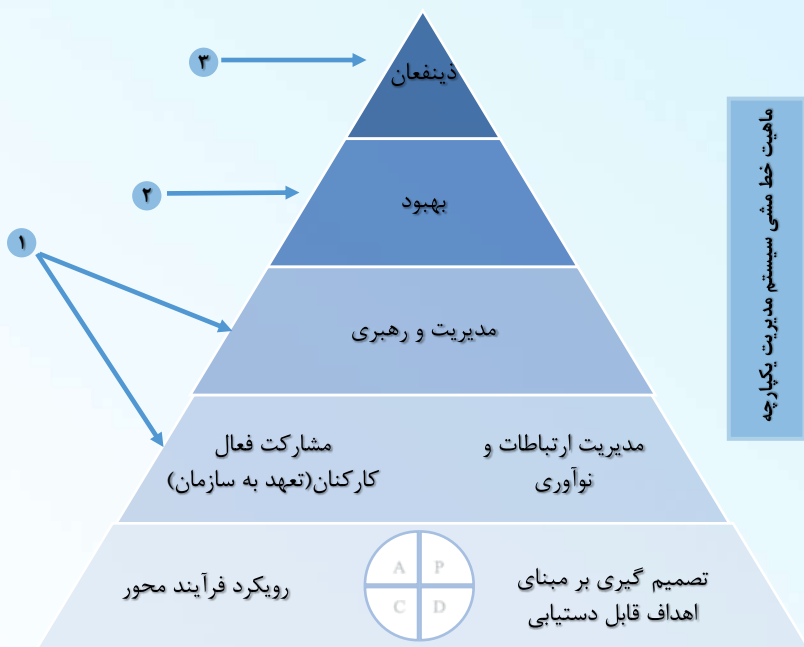 ۳
ذینفعان
۲
بهبود
۱
مدیریت و رهبری
مدیریت ارتباطات و
نوآوری
مشارکت فعال
کارکنان(تعهد به سازمان)
تصمیم گیری بر مبنای
اهداف قابل دستیابی
A P
C D
رویکرد فرآیند محور
ماهیت خط مشی سیستم مدیریت یکپارچه